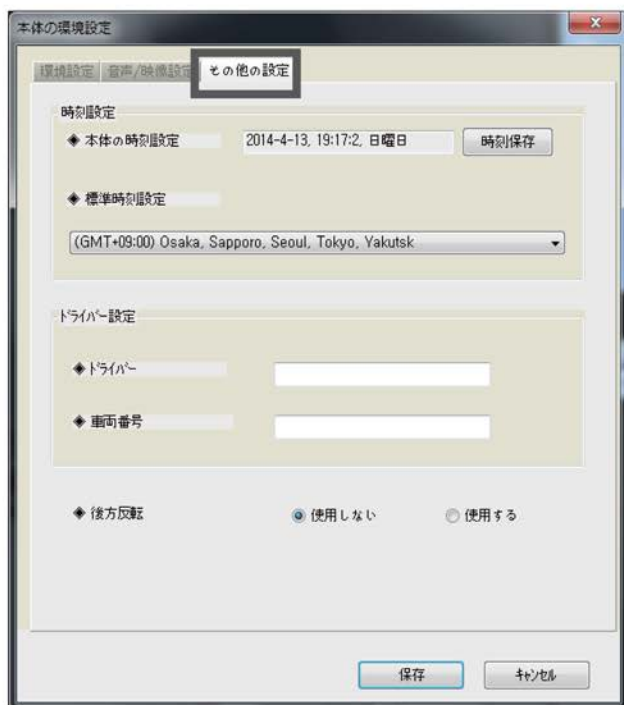 本体の環境設定
環境設定 音声/映像設定 その他の設定
時刻設定
◆ 本体の時刻設定 2014-4-13, 19:17:2, 日曜日 時刻保存
◆ 標準時刻設定
(GMT+09:00) Osaka, Sapporo, Seoul, Tokyo, Yakutsk
ﾄﾞﾗｲﾊﾞｰ設定
◆ ﾄﾞﾗｲﾊﾞｰ
◆ 車両番号
◆ 後方反転 使用しない 使用する
保存 ｷｬﾝｾﾙ